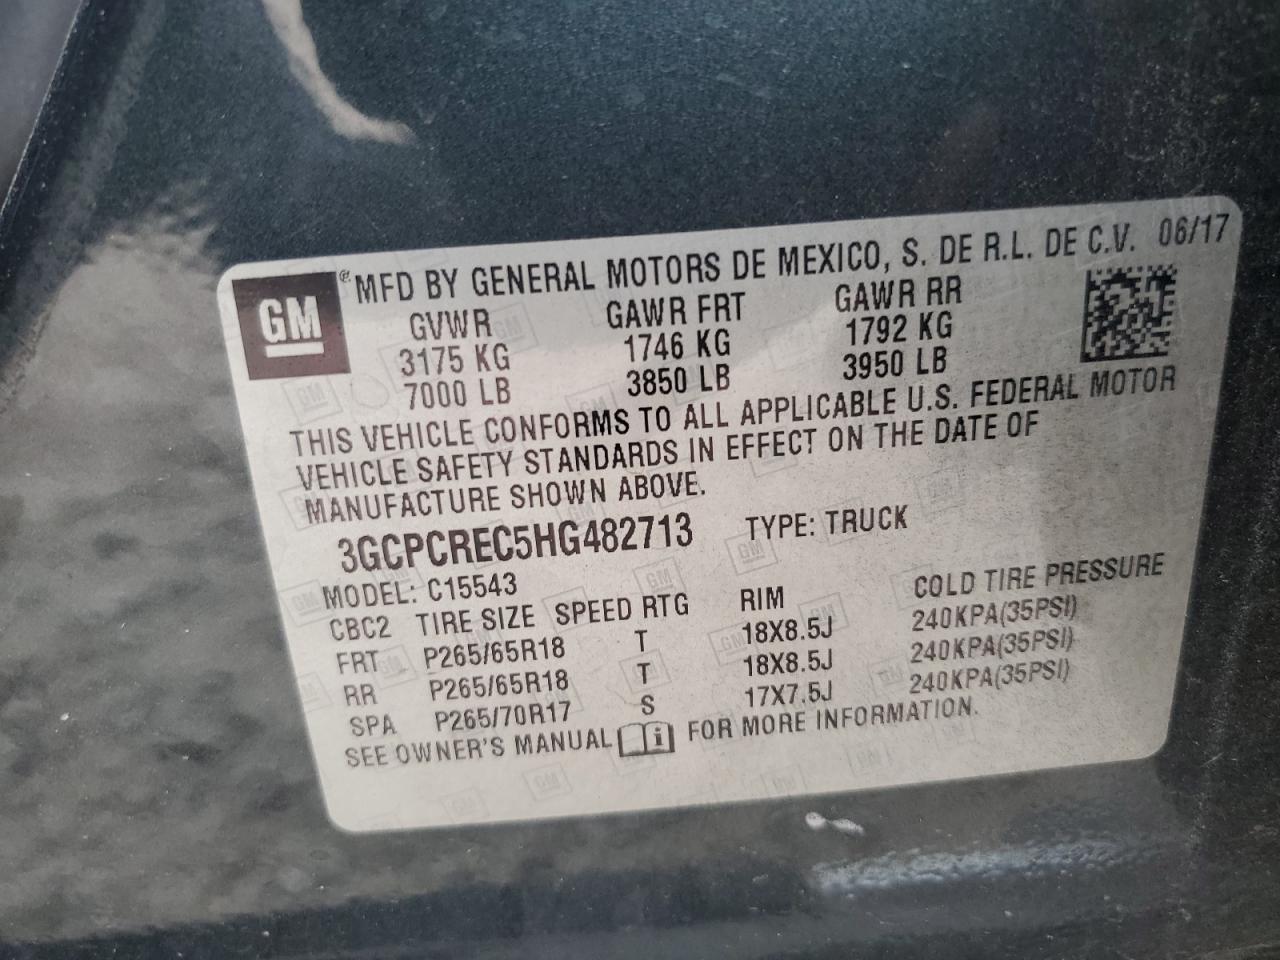 GM ® MFD BY GENERAL MOTORS DE MEXICO, S. DE R.L. DE C.V. 06/17
GVWR GAWR FRT GAWR RR
3175 KG 1746 KG 1792 KG
7000 LB 3850 LB 3950 LB
THIS VEHICLE CONFORMS TO ALL APPLICABLE U.S. FEDERAL MOTOR
VEHICLE SAFETY STANDARDS IN EFFECT ON THE DATE OF
MANUFACTURE SHOWN ABOVE.
3GCPCREC5HG482713 TYPE: TRUCK
MODEL: C15543
CBC2 TIRE SIZE SPEED RTG RIM COLD TIRE PRESSURE
FRT P265/65R18 T 18X8.5J 240KPA(35PSI)
RR P265/65R18 T 18X8.5J 240KPA(35PSI)
SPA P265/70R17 S 17X7.5J 240KPA(35PSI)
SEE OWNER'S MANUAL FOR MORE INFORMATION.